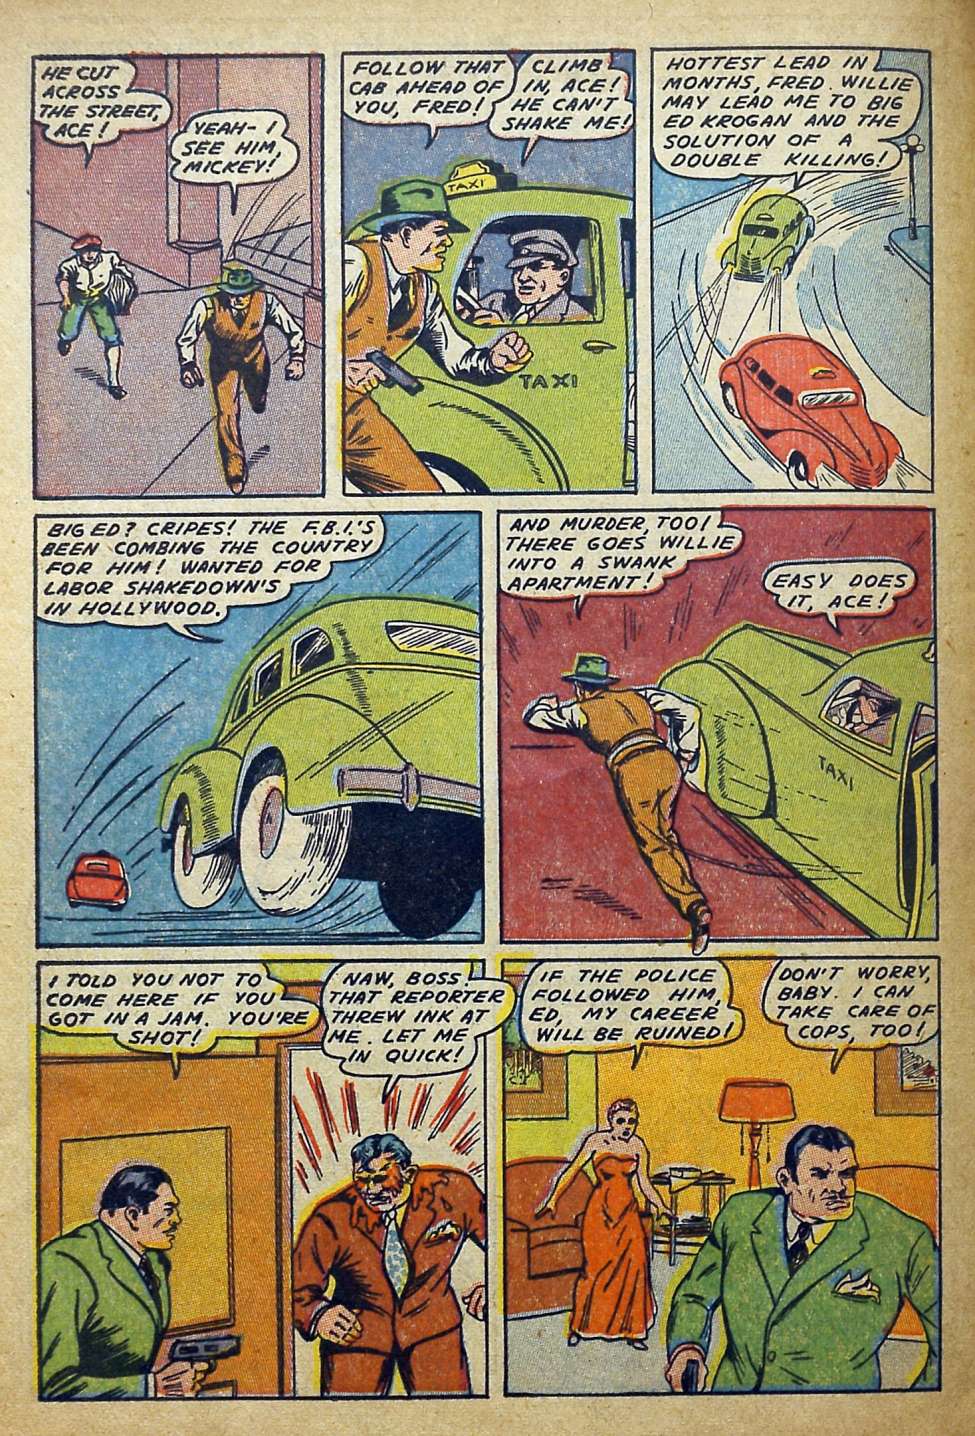 HE CUT
ACROSS
THE STREET,
ACE!
YEAH- I
SEE HIM,
MICKEY!
FOLLOW THAT
CAB AHEAD OF
YOU, FRED!
CLIMB
IN, ACE!
HE CAN'T
SHAKE ME!
TAXI
TAXI
HOTTEST LEAD IN
MONTHS, FRED. WILLIE
MAY LEAD ME TO BIG
ED KROGAN AND THE
SOLUTION OF A
DOUBLE KILLING!
BIG ED? CRIPES! THE F.B.I.'S
BEEN COMBING THE COUNTRY
FOR HIM! WANTED FOR
LABOR SHAKEDOWN'S
IN HOLLYWOOD.
AND MURDER, TOO!
THERE GOES WILLIE
INTO A SWANK
APARTMENT!
EASY DOES
IT, ACE!
TAXI
I TOLD YOU NOT TO
COME HERE IF YOU
GOT IN A JAM. YOU'RE
SHOT!
NAW, BOSS!
THAT REPORTER
THREW INK AT
ME. LET ME
IN QUICK!
IF THE POLICE
FOLLOWED HIM,
ED, MY CAREER
WILL BE RUINED!
DON'T WORRY,
BABY. I CAN
TAKE CARE OF
COPS, TOO!